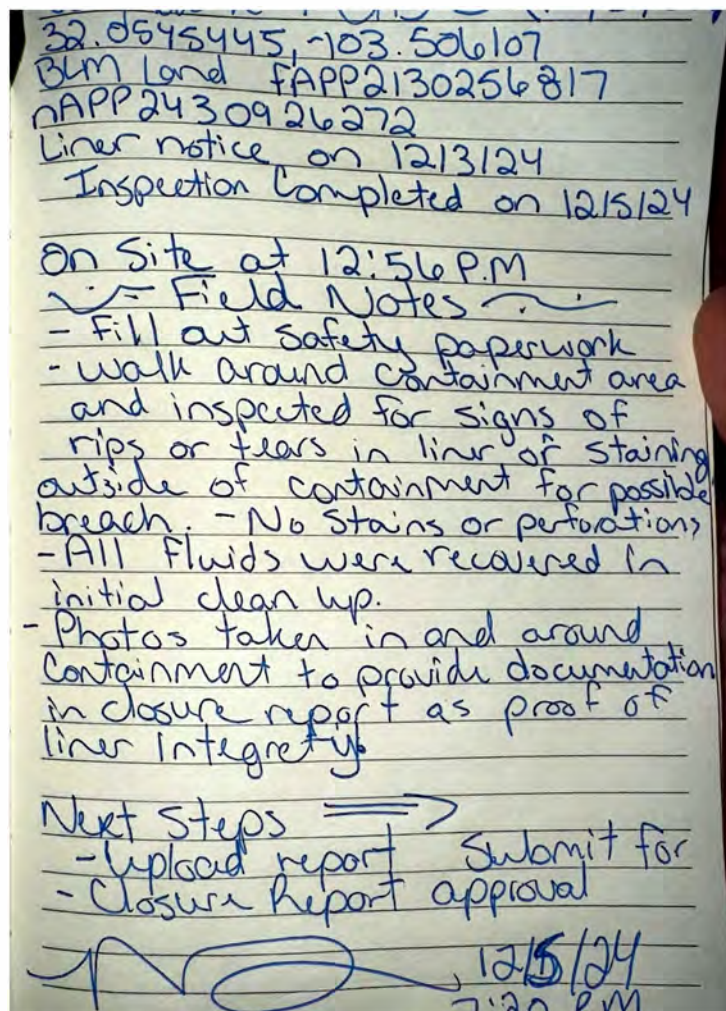 32.0545445, -103.506107
BLM Land fAPP2130256817
nAPP2430926272
Liner notice on 12/3/24
Inspection Completed on 12/5/24
On Site at 12:56 P.M
Field Notes
- Fill out safety paperwork
- walk around containment area
and inspected for signs of
rips or tears in liner or staining
outside of containment for possible
breach. - No Stains or perforations
- All Fluids were recovered in
initial clean up.
- Photos taken in and around
Containment to provide documentation
in closure report as proof of
liner integrety.
Next Steps
- Upload report Submit for
- Closure Report approval
12/5/24